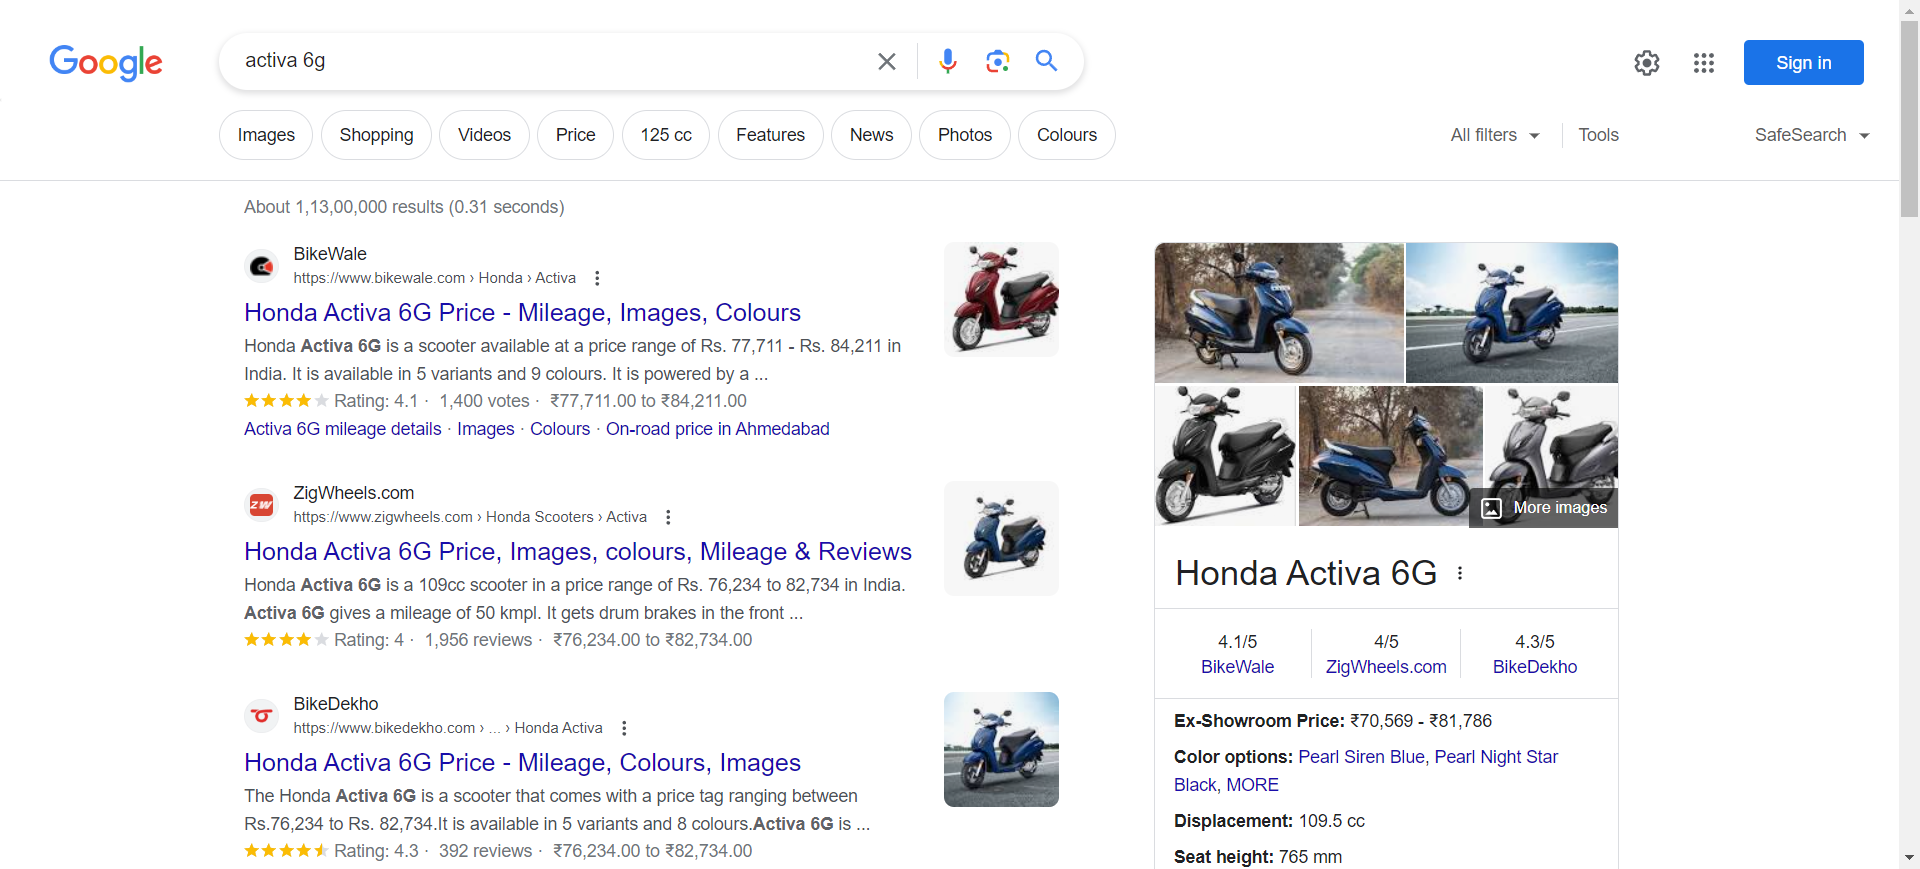 Google
activa 6g
Sign in
Images
Shopping
Videos
Price
125 cc
Features
News
Photos
Colours
All filters
Tools
SafeSearch
About 1,13,00,000 results (0.31 seconds)
BikeWale
https://www.bikewale.com › Honda › Activa
Honda Activa 6G Price - Mileage, Images, Colours
Honda Activa 6G is a scooter available at a price range of Rs. 77,711 - Rs. 84,211 in
India. It is available in 5 variants and 9 colours. It is powered by a ...
Rating: 4.1 · 1,400 votes · ₹77,711.00 to ₹84,211.00
Activa 6G mileage details · Images · Colours · On-road price in Ahmedabad
ZW
ZigWheels.com
https://www.zigwheels.com › Honda Scooters › Activa
Honda Activa 6G Price, Images, colours, Mileage & Reviews
Honda Activa 6G is a 109cc scooter in a price range of Rs. 76,234 to 82,734 in India.
Activa 6G gives a mileage of 50 kmpl. It gets drum brakes in the front ...
Rating: 4 · 1,956 reviews · ₹76,234.00 to ₹82,734.00
BikeDekho
https://www.bikedekho.com › ... › Honda Activa
Honda Activa 6G Price - Mileage, Colours, Images
The Honda Activa 6G is a scooter that comes with a price tag ranging between
Rs.76,234 to Rs. 82,734.It is available in 5 variants and 8 colours.Activa 6G is ...
Rating: 4.3 · 392 reviews · ₹76,234.00 to ₹82,734.00
More images
Honda Activa 6G
4.1/5
BikeWale
4/5
ZigWheels.com
4.3/5
BikeDekho
Ex-Showroom Price: ₹70,569 - ₹81,786
Color options: Pearl Siren Blue, Pearl Night Star
Black, MORE
Displacement: 109.5 cc
Seat height: 765 mm